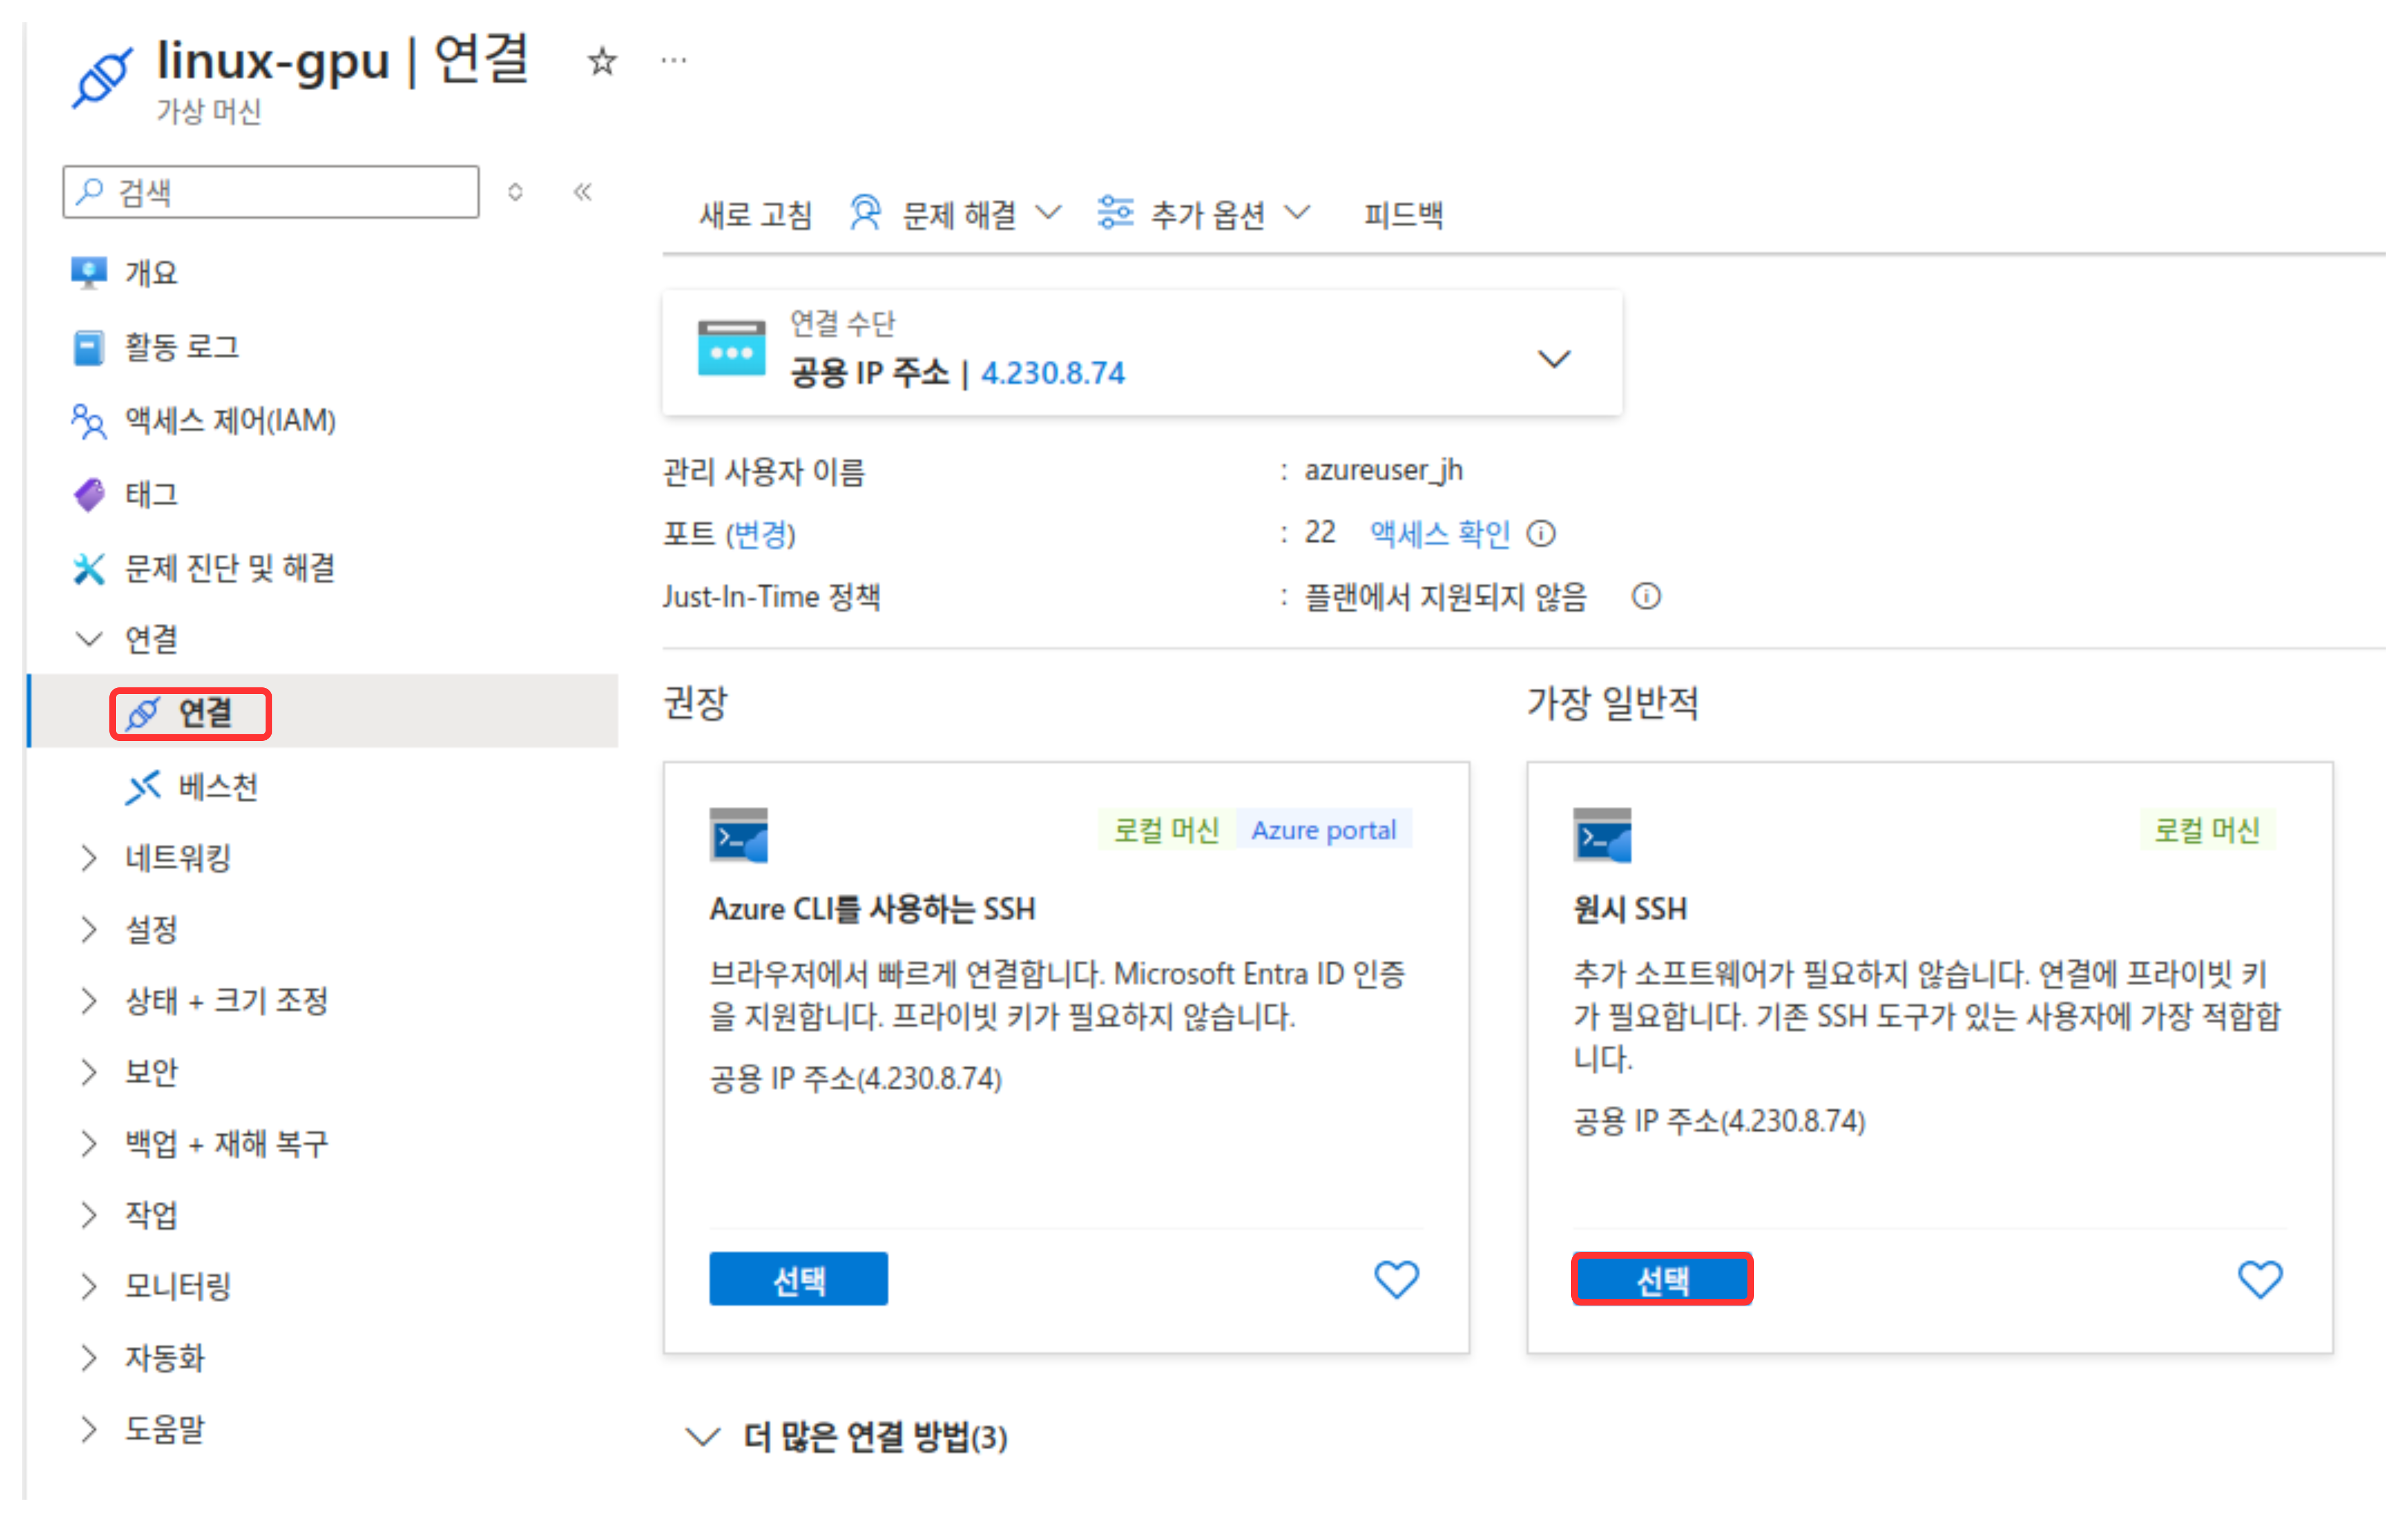 linux-gpu | 연결
가상 머신
검색
개요
활동 로그
액세스 제어(IAM)
태그
문제 진단 및 해결
연결
연결
베스천
네트워킹
설정
상태 + 크기 조정
보안
백업 + 재해 복구
작업
모니터링
자동화
도움말
새로 고침 문제 해결 추가 옵션 피드백
연결 수단
공용 IP 주소 | 4.230.8.74
관리 사용자 이름 : azureuser_jh
포트 (변경) : 22 액세스 확인
Just-In-Time 정책 : 플랜에서 지원되지 않음
권장
로컬 머신 Azure portal
Azure CLI를 사용하는 SSH
브라우저에서 빠르게 연결합니다. Microsoft Entra ID 인증
을 지원합니다. 프라이빗 키가 필요하지 않습니다.
공용 IP 주소(4.230.8.74)
선택
가장 일반적
로컬 머신
원시 SSH
추가 소프트웨어가 필요하지 않습니다. 연결에 프라이빗 키
가 필요합니다. 기존 SSH 도구가 있는 사용자에 가장 적합합
니다.
공용 IP 주소(4.230.8.74)
선택
더 많은 연결 방법(3)